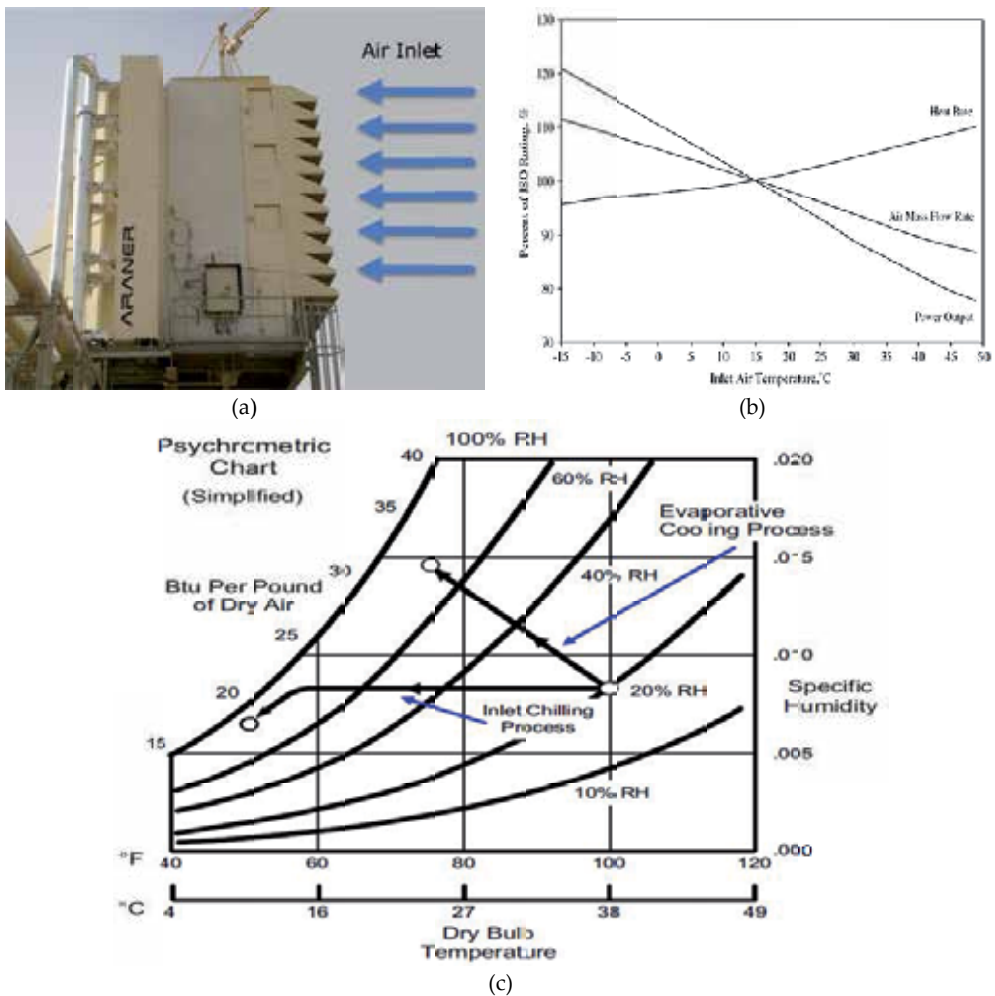 Air Inlet
ARANER
(a)
130
120
110
100
90
80
70
Percent of ISO Rating, %
Heat Rate
Air Mass Flow Rate
Power Output
-15 -10 -5 0 5 10 15 20 25 30 35 40 45 50
Inlet Air Temperature,°C
(b)
Psychrometric
Chart
(Simplified)
100% RH
60% RH
40% RH
20% RH
10% RH
Evaporative
Cooling Process
Btu Per Pound
of Dry Air
40
35
30
25
20
15
Inlet Chilling
Process
.020
.015
.010
.005
.000
Specific
Humidity
°F 40 60 80 100 120
°C 4 16 27 38 49
Dry Bulb
Temperature
(c)